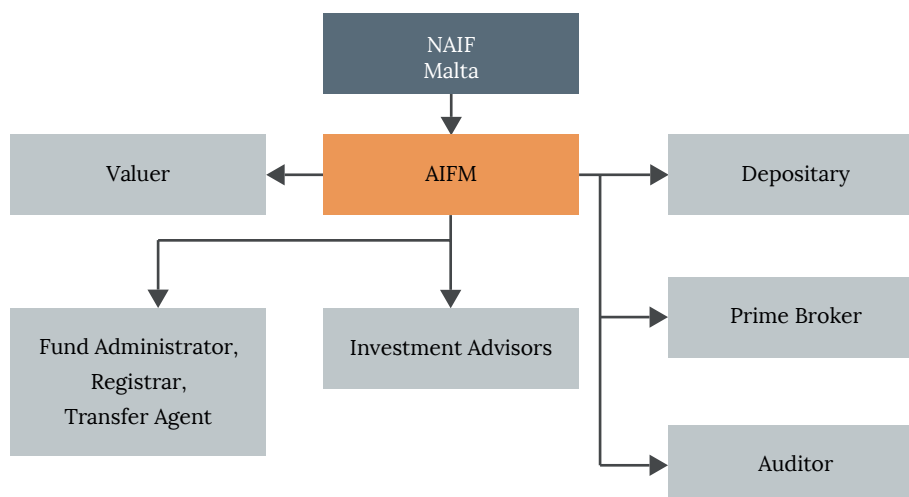 NAIF
Malta
Valuer
AIFM
Depositary
Prime Broker
Fund Administrator,
Registrar,
Transfer Agent
Investment Advisors
Auditor